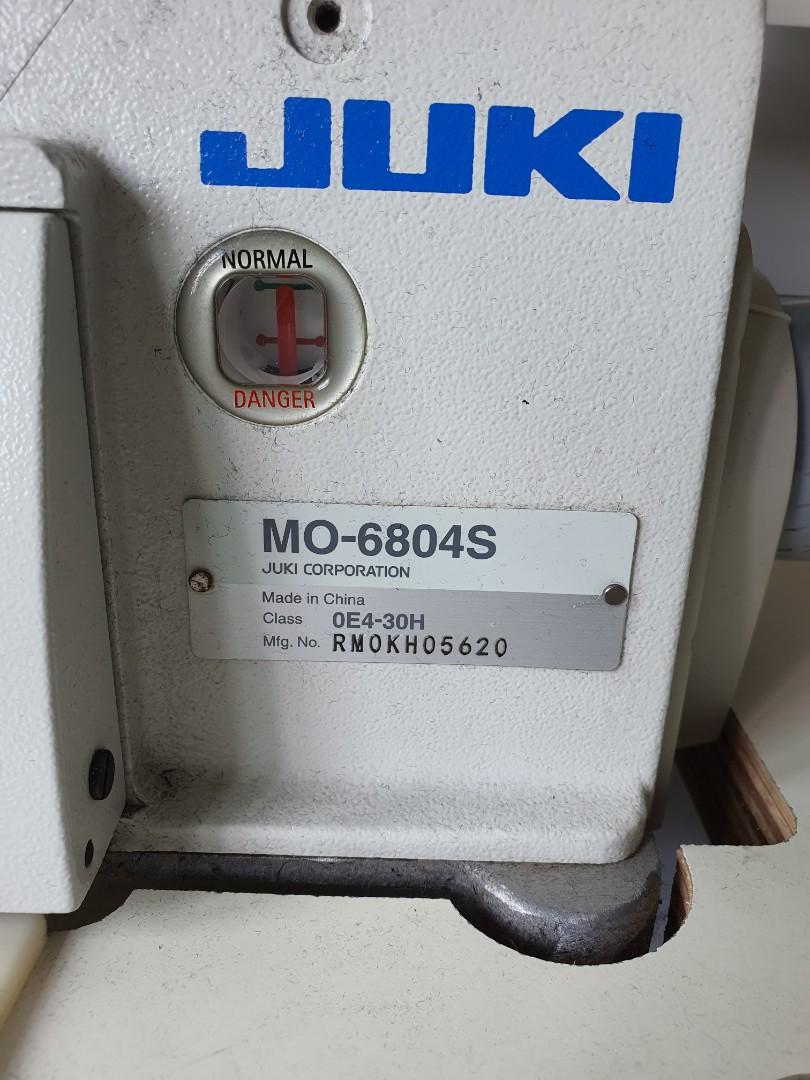 JUKI
NORMAL
DANGER
MO-6804S
JUKI CORPORATION
Made in China
Class 0E4-30H
Mfg. No. RM0KH05620